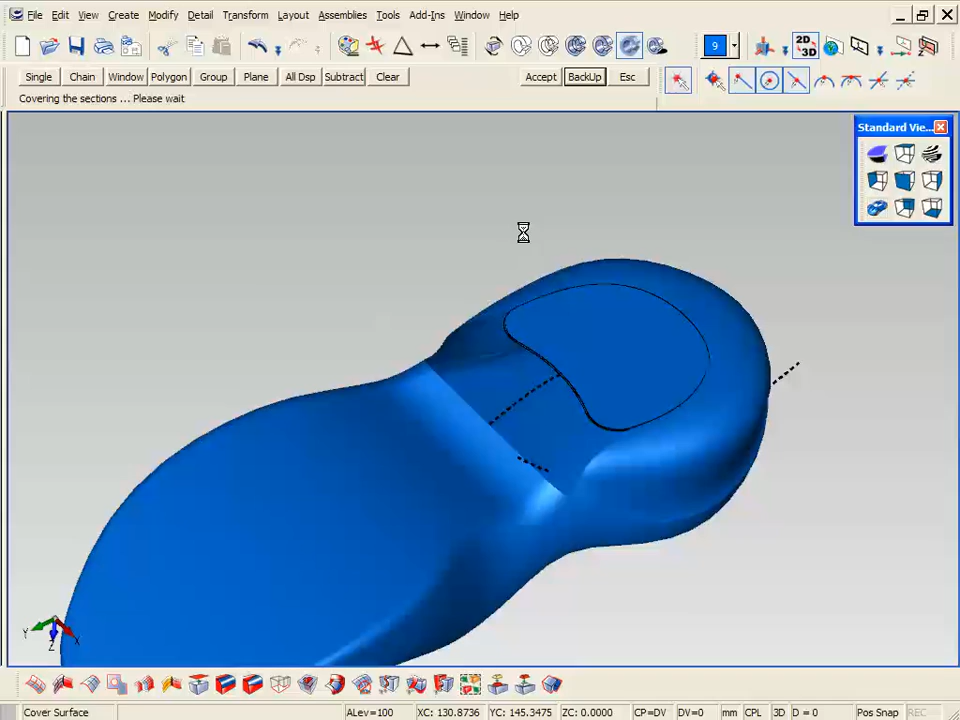 File Edit View Create Modify Detail Transform Layout Assemblies Tools Add-Ins Window Help
9 2D 3D
Single Chain Window Polygon Group Plane All Dsp Subtract Clear Accept BackUp Esc
Covering the sections ... Please wait
Standard Vie...
Y X
Z
Cover Surface ALev=100 XC: 130.8736 YC: 145.3475 ZC: 0.0000 CP=DV DV=0 mm CPL 3D D = 0 Pos Snap REC